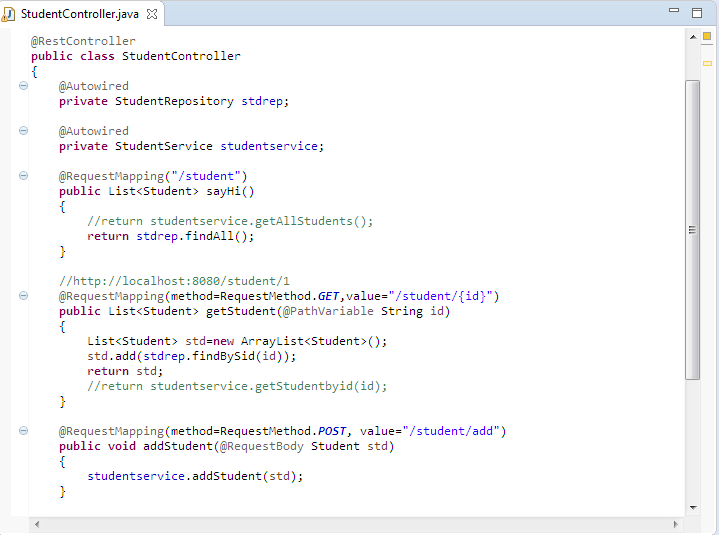 StudentController.java
@RestController
public class StudentController
{
@Autowired
private StudentRepository stdrep;
@Autowired
private StudentService studentservice;
@RequestMapping("/student")
public List<Student> sayHi()
{
//return studentservice.getAllStudents();
return stdrep.findAll();
}
//http://localhost:8080/student/1
@RequestMapping(method=RequestMethod.GET,value="/student/{id}")
public List<Student> getStudent(@PathVariable String id)
{
List<Student> std=new ArrayList<Student>();
std.add(stdrep.findBySid(id));
return std;
//return studentservice.getStudentbyid(id);
}
@RequestMapping(method=RequestMethod.POST, value="/student/add")
public void addStudent(@RequestBody Student std)
{
studentservice.addStudent(std);
}